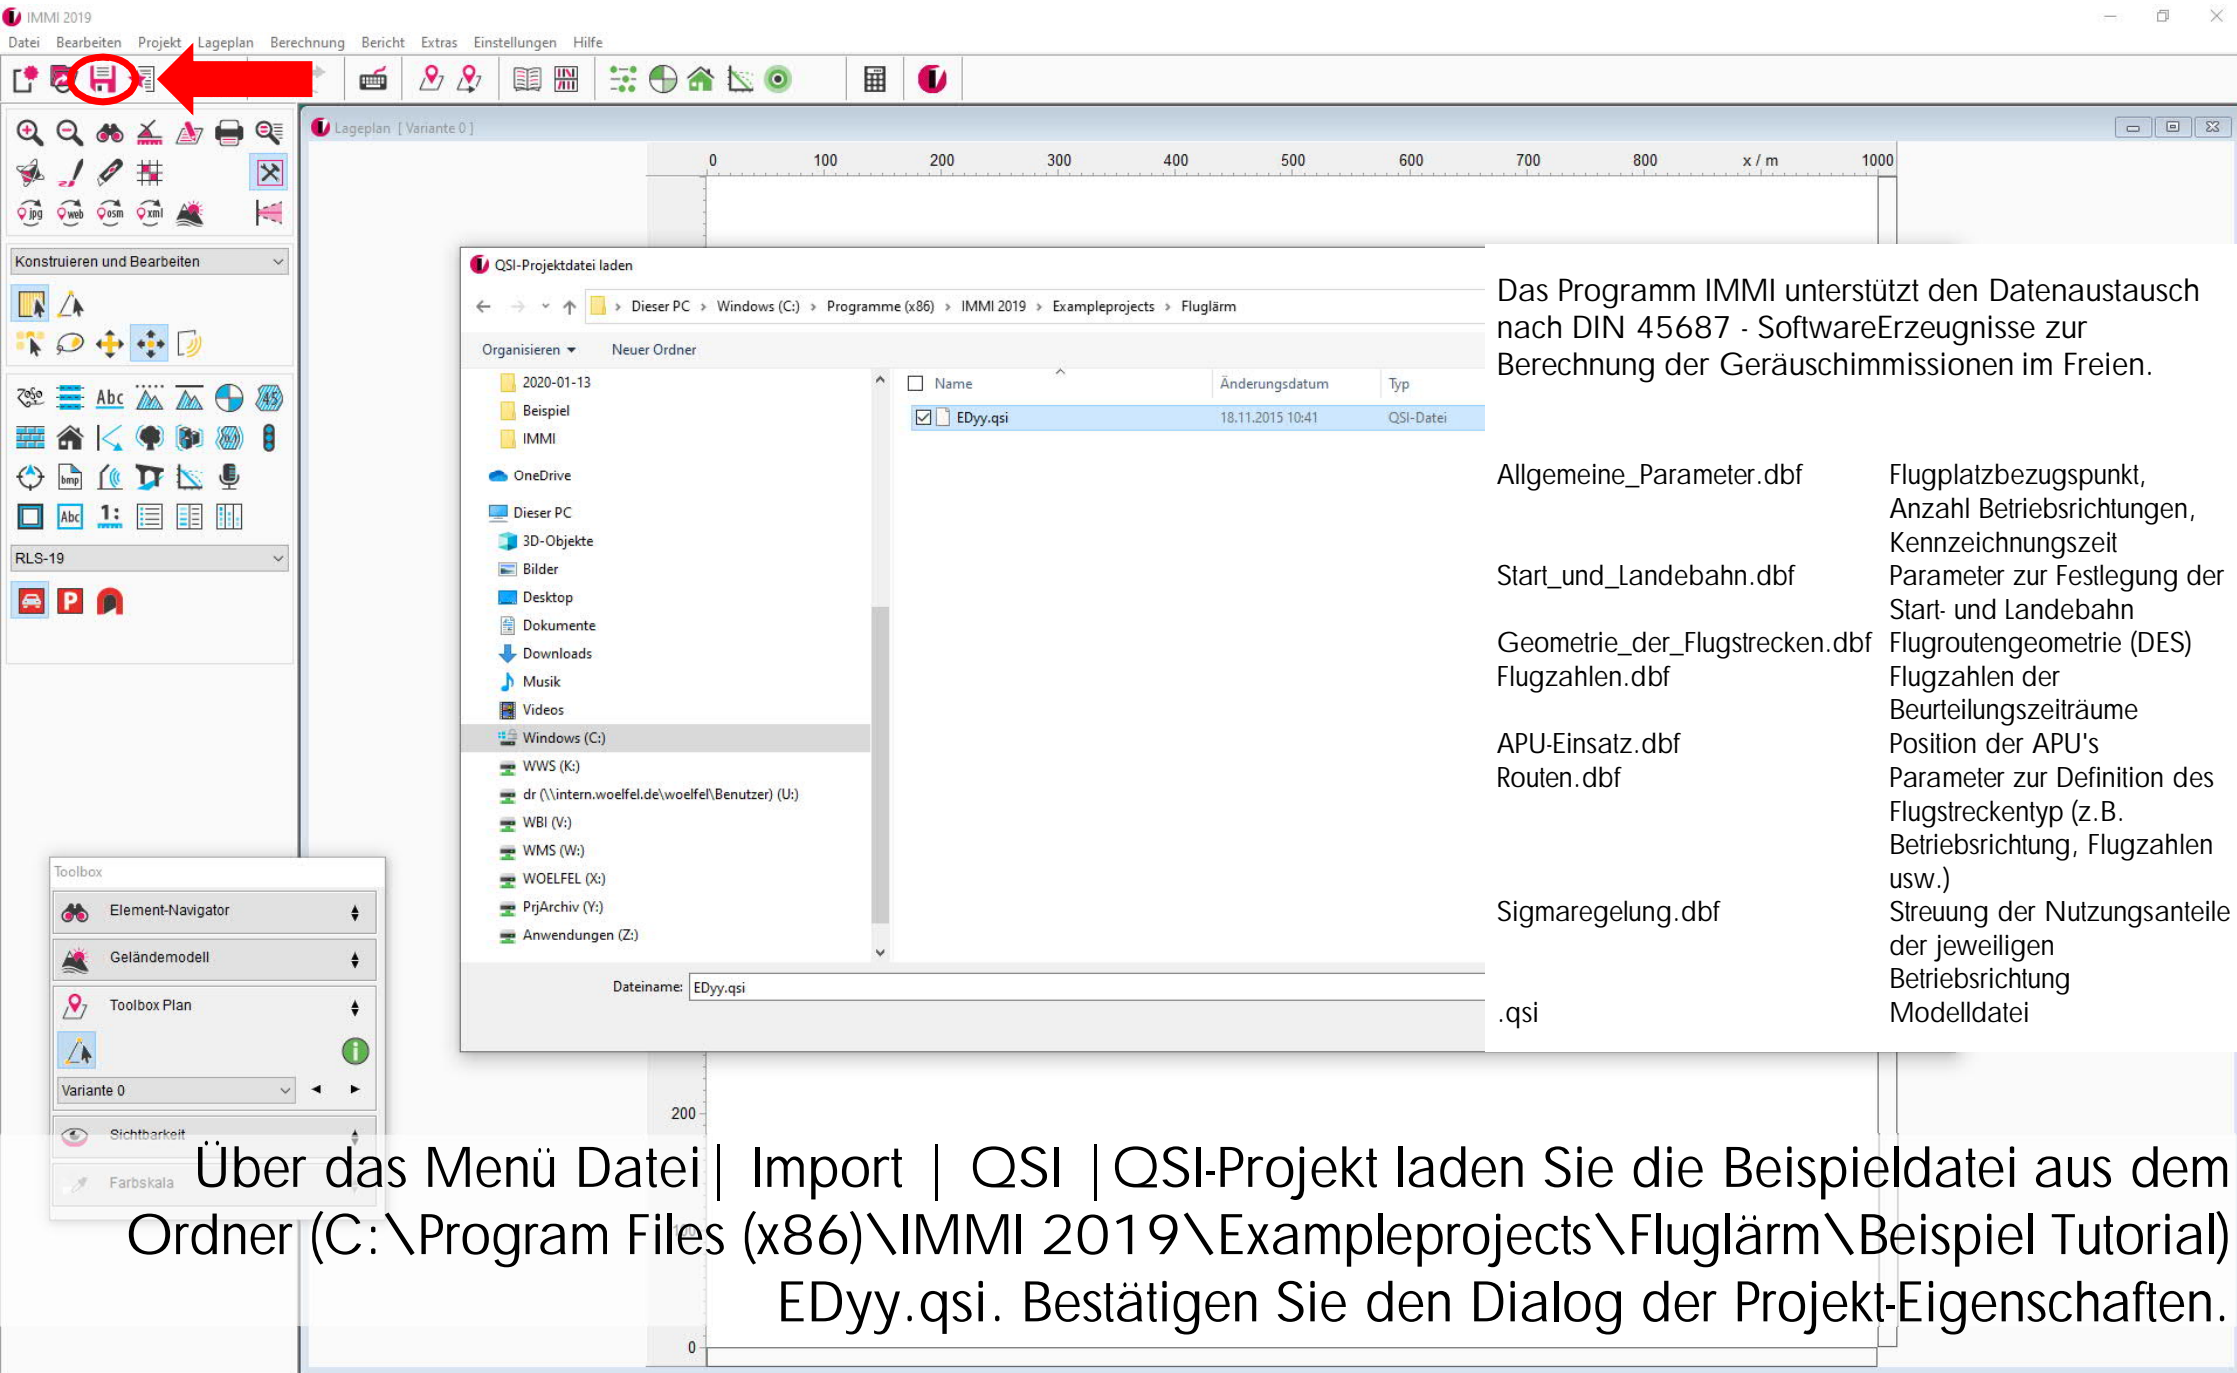 IMMI 2019
Datei Bearbeiten Projekt Lageplan Berechnung Bericht Extras Einstellungen Hilfe
Lageplan [ Variante 0 ]
jpg web osm xml
0 100 200 300 400 500 600 700 800 x / m 1000
Konstruieren und Bearbeiten
Abc
bmp
Abc 1:
RLS-19
P
QSI-Projektdatei laden
Dieser PC > Windows (C:) > Programme (x86) > IMMI 2019 > Exampleprojects > Fluglärm
Organisieren Neuer Ordner
2020-01-13
Beispiel
IMMI
OneDrive
Dieser PC
3D-Objekte
Bilder
Desktop
Dokumente
Downloads
Musik
Videos
Windows (C:)
WWS (K:)
dr (\\intern.woelfel.de\woelfel\Benutzer) (U:)
WBI (V:)
WMS (W:)
WOELFEL (X:)
PrjArchiv (Y:)
Anwendungen (Z:)
Name Änderungsdatum Typ
EDyy.qsi 18.11.2015 10:41 QSI-Datei
Dateiname: EDyy.qsi
Das Programm IMMI unterstützt den Datenaustausch
nach DIN 45687 - SoftwareErzeugnisse zur
Berechnung der Geräuschimmissionen im Freien.
Allgemeine_Parameter.dbf Flugplatzbezugspunkt,
Anzahl Betriebsrichtungen,
Kennzeichnungszeit
Start_und_Landebahn.dbf Parameter zur Festlegung der
Start- und Landebahn
Geometrie_der_Flugstrecken.dbf Flugroutengeometrie (DES)
Flugzahlen.dbf Flugzahlen der
Beurteilungszeiträume
APU-Einsatz.dbf Position der APU's
Routen.dbf Parameter zur Definition des
Flugstreckentyp (z.B.
Betriebsrichtung, Flugzahlen
usw.)
Sigmaregelung.dbf Streuung der Nutzungsanteile
der jeweiligen
Betriebsrichtung
.qsi Modelldatei
Toolbox
Element-Navigator
Geländemodell
Toolbox Plan
Variante 0
Sichtbarkeit
Farbskala
200
100
0
Über das Menü Datei| Import | QSI |QSI-Projekt laden Sie die Beispieldatei aus dem
Ordner (C:\Program Files (x86)\IMMI 2019\Exampleprojects\Fluglärm\Beispiel Tutorial)
EDyy.qsi. Bestätigen Sie den Dialog der Projekt-Eigenschaften.